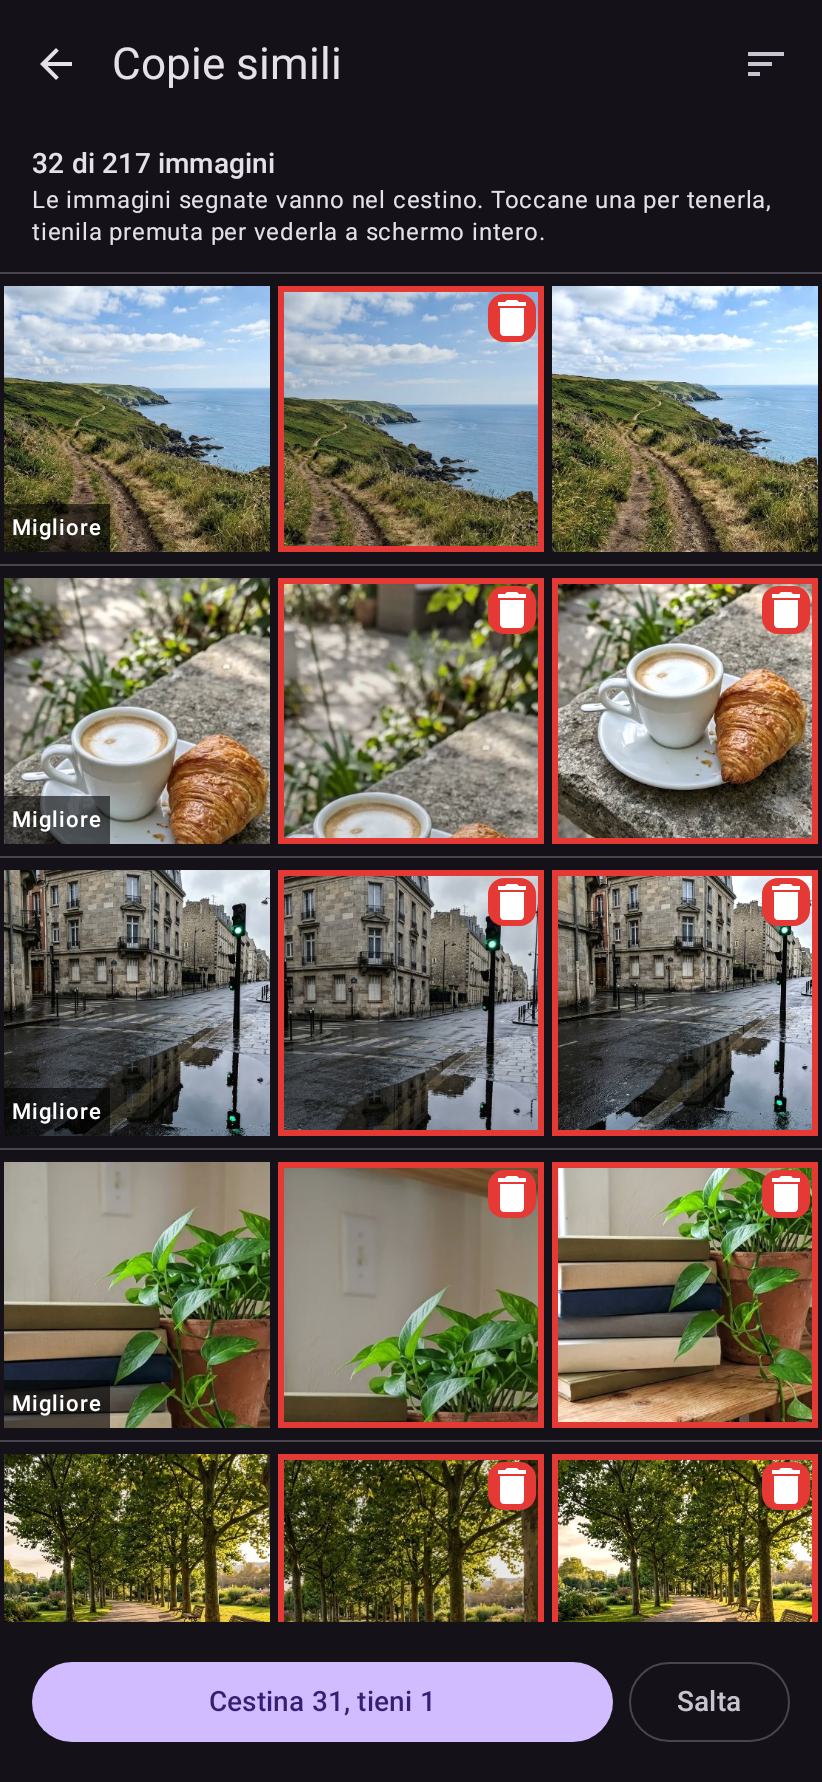 Copie simili
32 di 217 immagini
Le immagini segnate vanno nel cestino. Toccane una per tenerla,
tienila premuta per vederla a schermo intero.
Migliore
Migliore
Migliore
Migliore
Cestina 31, tieni 1
Salta